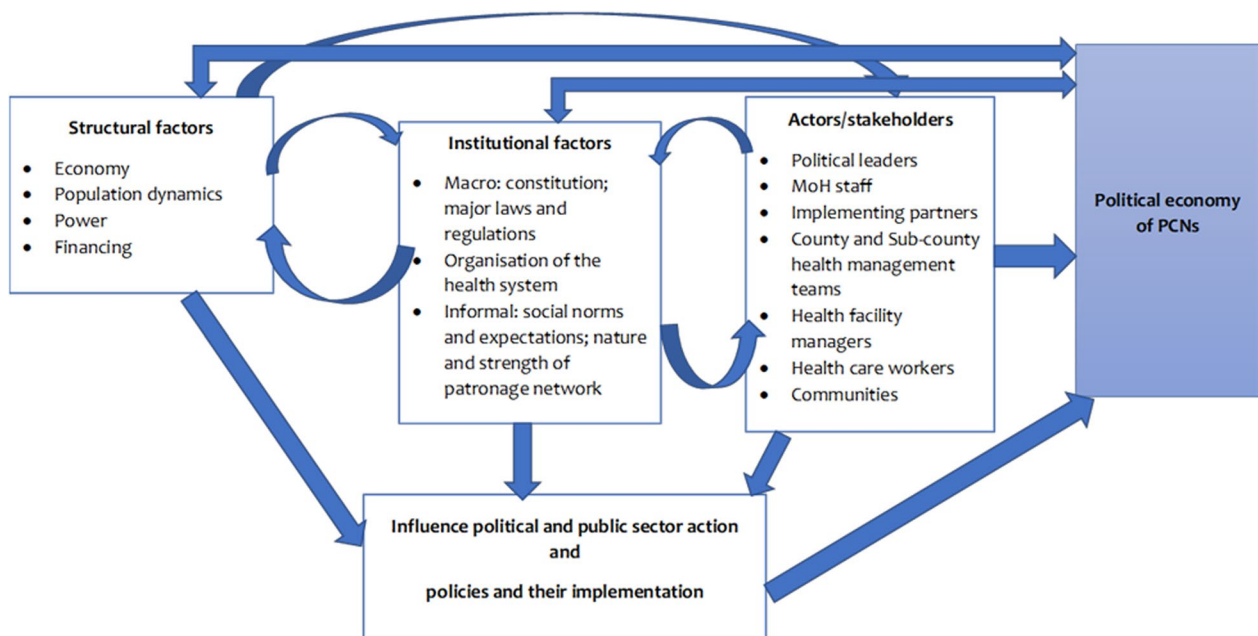 Structural factors
• Economy
• Population dynamics
• Power
• Financing
Institutional factors
• Macro: constitution;
major laws and
regulations
• Organisation of the
health system
• Informal: social norms
and expectations; nature
and strength of
patronage network
Actors/stakeholders
• Political leaders
• MoH staff
• Implementing partners
• County and Sub-county
health management
teams
• Health facility
managers
• Health care workers
• Communities
Political economy
of PCNs
Influence political and public sector action
and
policies and their implementation